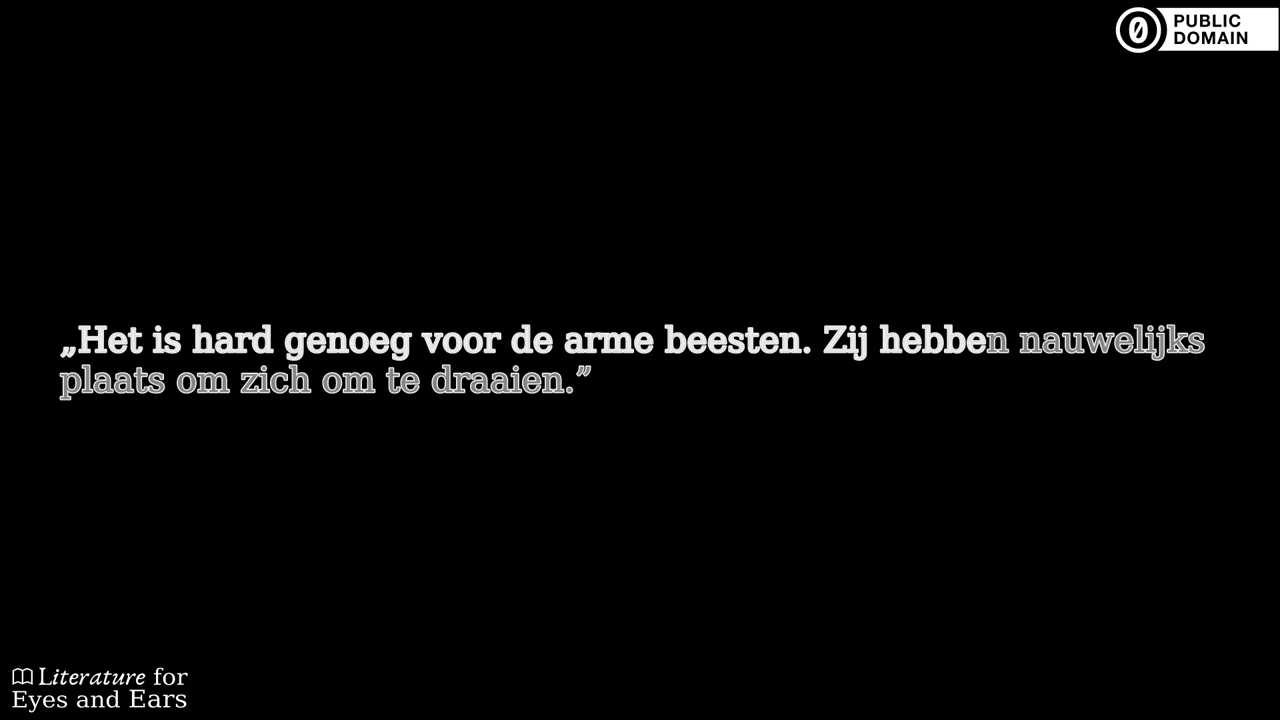 PUBLIC
DOMAIN
„Het is hard genoeg voor de arme beesten. Zij hebben nauwelijks
plaats om zich om te draaien.”
Literature for
Eyes and Ears